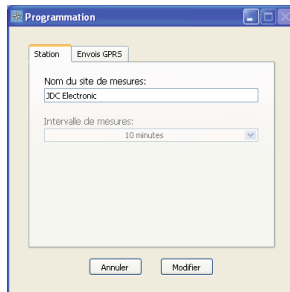 Programmation
Station Envois GPRS
Nom du site de mesures:
JDC Electronic
Intervalle de mesures:
10 minutes
Annuler Modifier